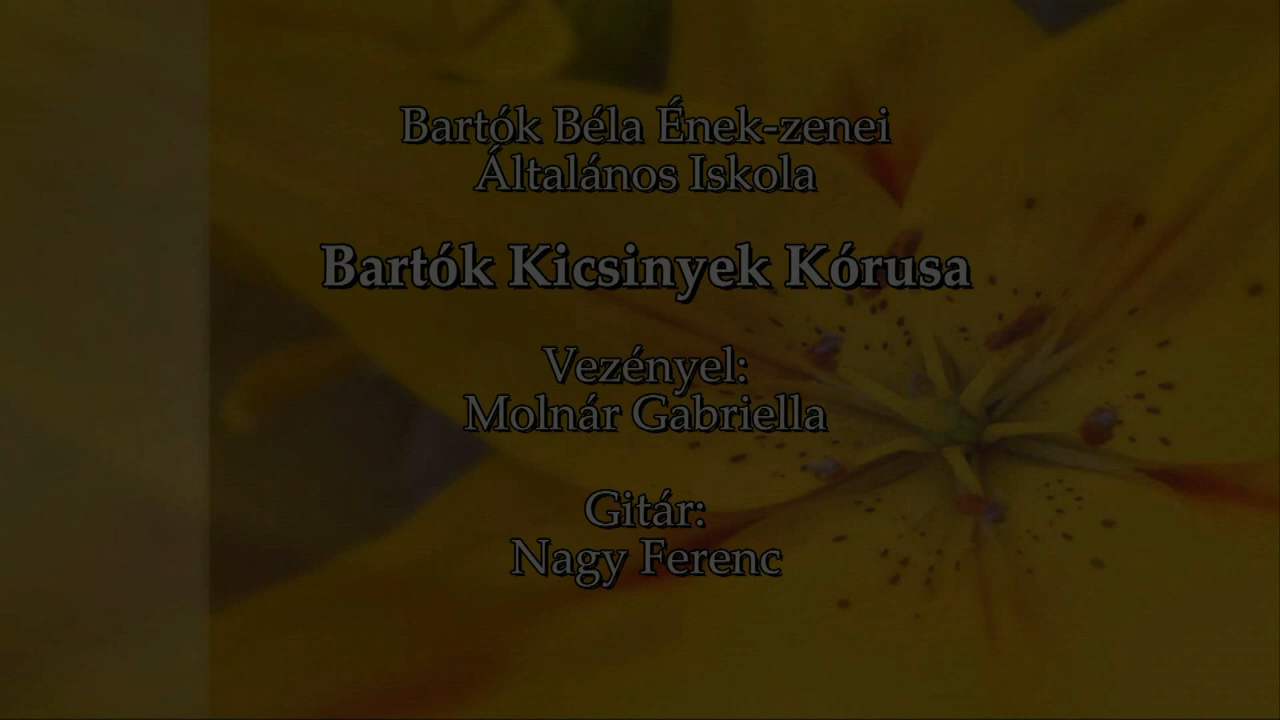 Bartók Béla Ének-zenei
Általános Iskola
Bartók Kicsinyek Kórusa
Vezényel:
Molnár Gabriella
Gitár:
Nagy Ferenc